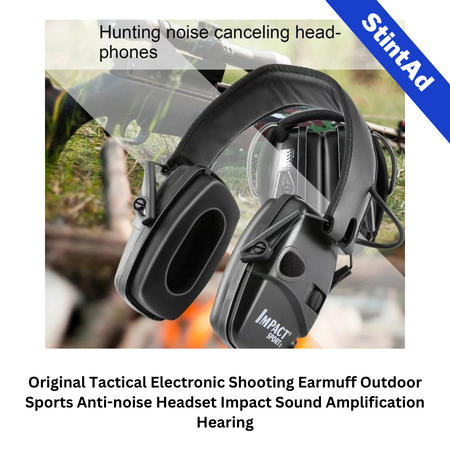 Hunting noise canceling head-
phones
StintAd
IMPACT
SPORT
Original Tactical Electronic Shooting Earmuff Outdoor
Sports Anti-noise Headset Impact Sound Amplification
Hearing